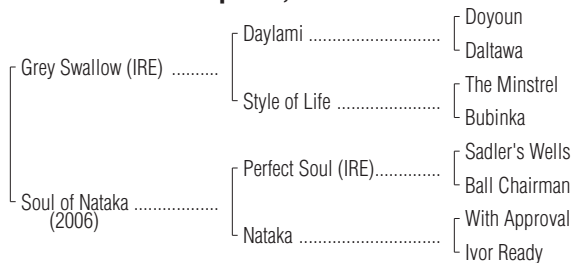 Doyoun
Daylami ..............................
Daltawa
Grey Swallow (IRE) ..........
The Minstrel
Style of Life ........................
Bubinka
Sadler's Wells
Perfect Soul (IRE)...............
Ball Chairman
Soul of Nataka ..................
(2006)
With Approval
Nataka ................................
Ivor Ready